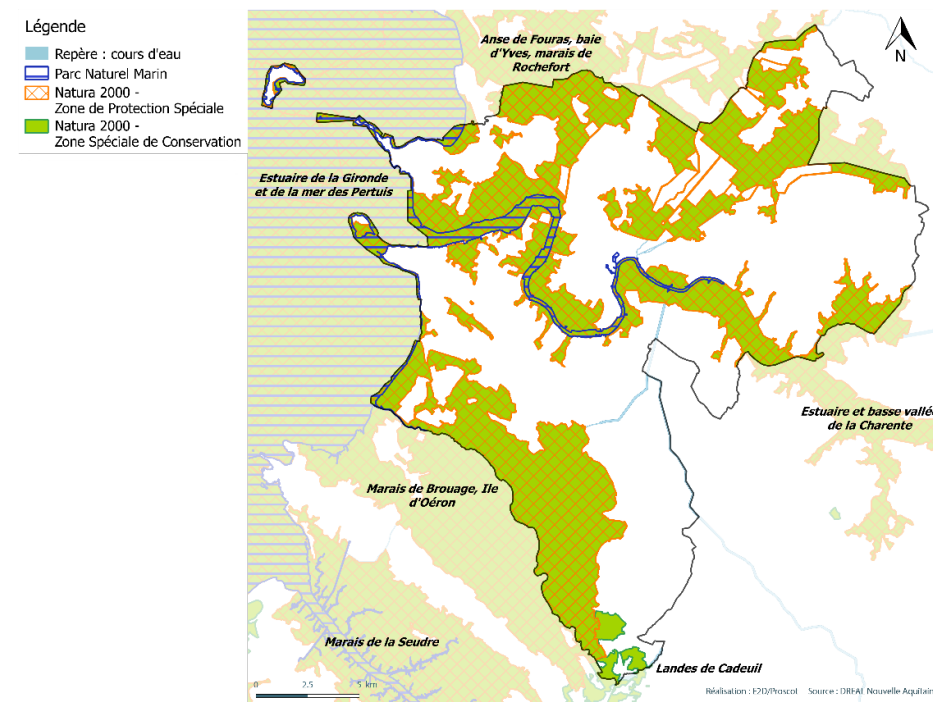 Légende
Repère : cours d'eau
Parc Naturel Marin
Natura 2000 -
Zone de Protection Spéciale
Natura 2000 -
Zone Spéciale de Conservation
Anse de Fouras, baie
d'Yves, marais de
Rochefort
N
Estuaire de la Gironde
et de la mer des Pertuis
Estuaire et basse vallée
de la Charente
Marais de Brouage, Ile
d'Oéron
Marais de la Seudre
Landes de Cadeuil
0 2.5 5 km
Réalisation : E2D/Proscot Source : DREAL Nouvelle Aquitain